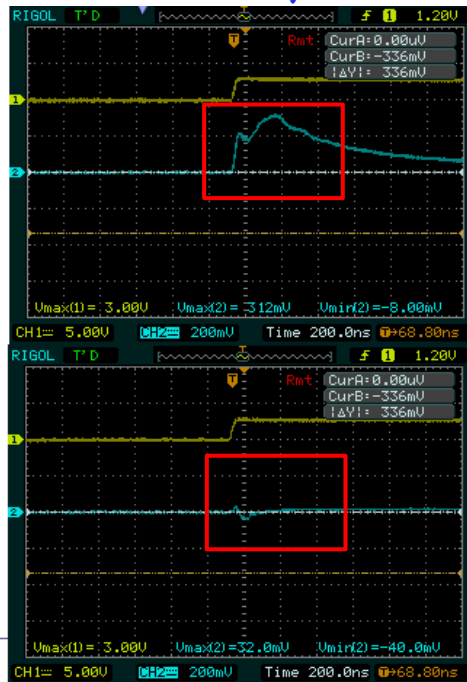 RIGOL T'D f 1 1.20V
T
Rmt CurA=0.00uV
CurB=-336mV
|ΔY|= 336mV
1
2
Vmax(1)= 3.00V Vmax(2)= 312mV Vmin(2)=-8.00mV
CH1 5.00V CH2 200mV Time 200.0ns T→68.80ns
RIGOL T'D f 1 1.20V
T
Rmt CurA=0.00uV
CurB=-336mV
|ΔY|= 336mV
1
2
Vmax(1)= 3.00V Vmax(2)=32.0mV Vmin(2)=-40.0mV
CH1 5.00V CH2 200mV Time 200.0ns T→68.80ns